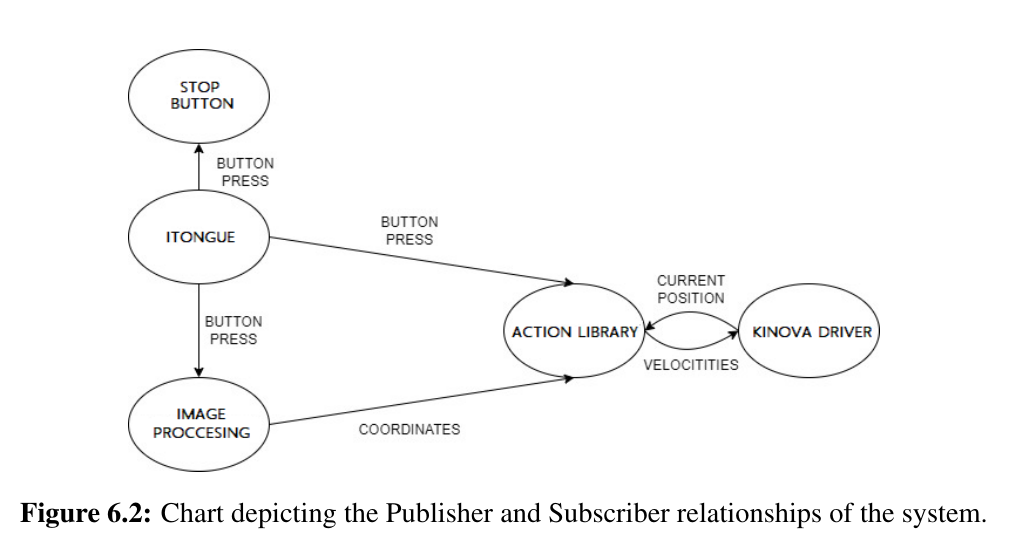 STOP
BUTTON
BUTTON
PRESS
ITONGUE
BUTTON
PRESS
BUTTON
PRESS
CURRENT
POSITION
ACTION LIBRARY
KINOVA DRIVER
VELOCITITIES
IMAGE
PROCCESING
COORDINATES
Figure 6.2: Chart depicting the Publisher and Subscriber relationships of the system.